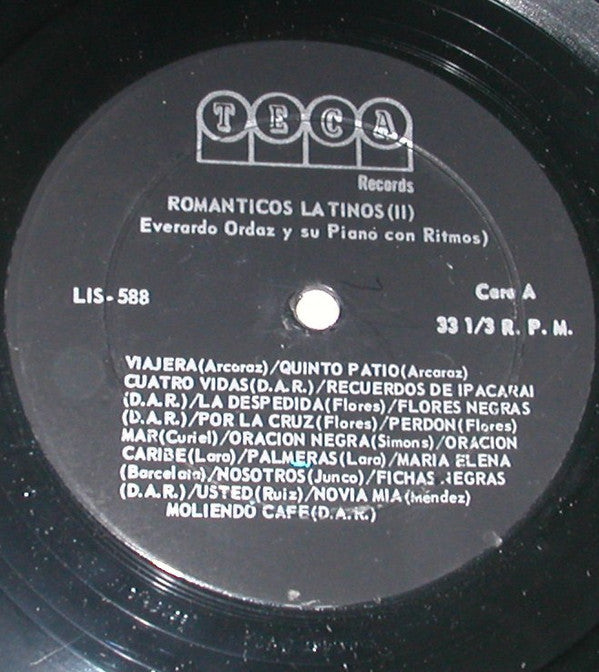 TECA
Records
ROMANTICOS LATINOS (II)
Everardo Ordaz y su Piano con Ritmos)
LIS-588
Cara A
33 1/3 R. P. M.
VIAJERA(Arcaraz)/QUINTO PATIO(Arcaraz)
CUATRO VIDAS(D.A.R.)/RECUERDOS DE IPACARAI
(D.A.R.)/LA DESPEDIDA(Flores)/FLORES NEGRAS
(D.A.R.)/POR LA CRUZ(Flores)/PERDON(Flores)
MAR(Curiel)/ORACION NEGRA(Simons)/ORACION
CARIBE(Lara)/PALMERAS(Lara)/MARIA ELENA
(Barcelata)/NOSOTROS(Junco)/FICHAS NEGRAS
(D.A.R.)/USTED(Ruiz)/NOVIA MIA(Méndez)
MOLIENDO CAFE(D.A.R.)